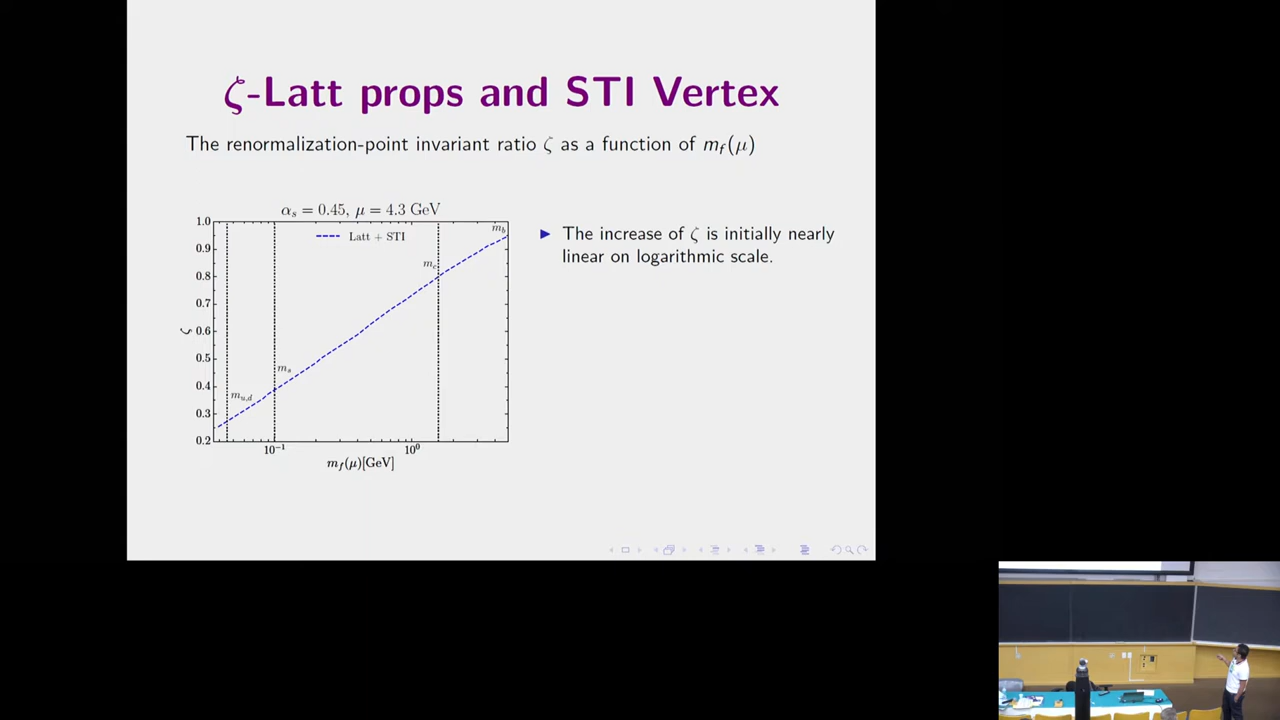 ζ-Latt props and STI Vertex
The renormalization-point invariant ratio ζ as a function of m_f(μ)
α_s = 0.45, μ = 4.3 GeV
Latt + STI
1.0
0.9
0.8
0.7
0.6
0.5
0.4
0.3
0.2
ζ
m_{u,d}
m_s
m_c
m_b
10^{-1}
10^0
m_f(μ)[GeV]
The increase of ζ is initially nearly
linear on logarithmic scale.